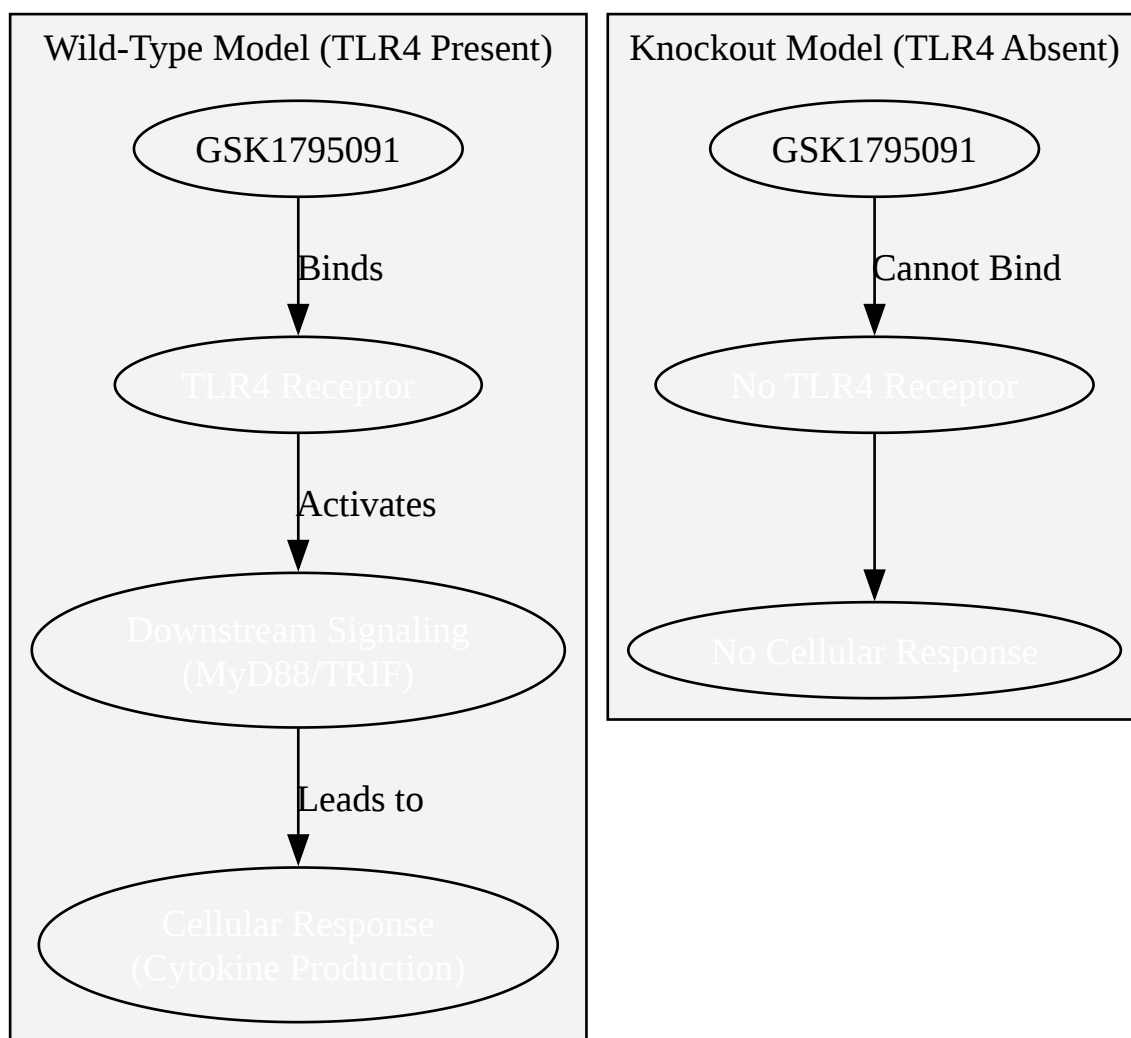 Wild-Type Model (TLR4 Present)
GSK1795091
Binds
TLR4 Receptor
Activates
Downstream Signaling
(MyD88/TRIF)
Leads to
Cellular Response
(Cytokine Production)
Knockout Model (TLR4 Absent)
GSK1795091
Cannot Bind
No TLR4 Receptor
No Cellular Response